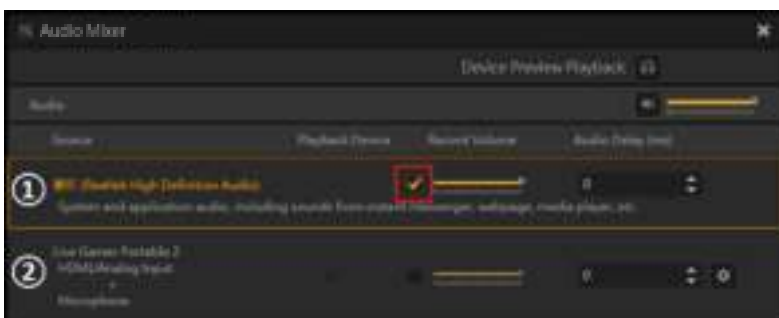 Audio Mixer
Device Preview Playback
Audio
Source Playback Device Record Volume Audio Delay (ms)
① (Realtek High Definition Audio) 0
System and application audio, including sounds from instant messenger, webpage, media player, etc.
② Live Gamer Portable 2
HDMI/Analog Input 0
+
Microphone